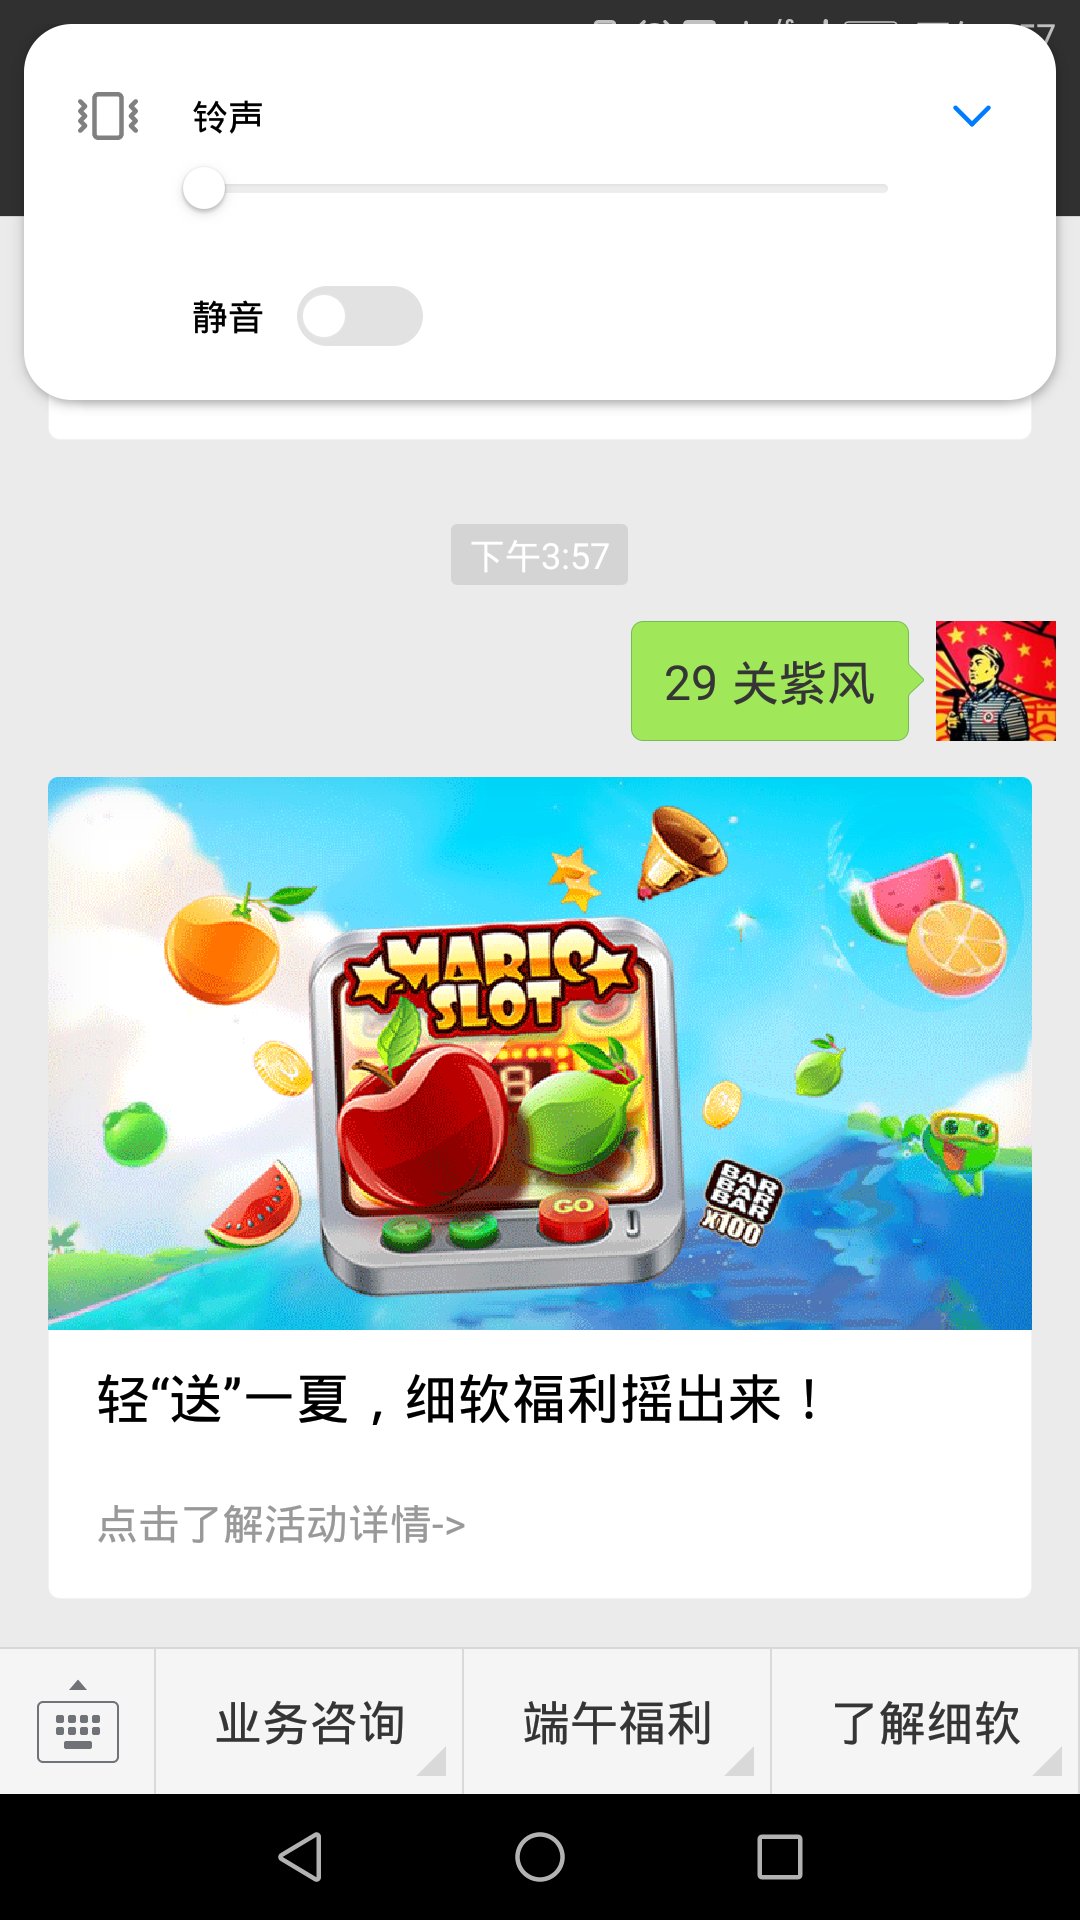 铃声
静音
下午3:57
29 关紫风
MARIC
SLOT
8
GO
BAR
BAR
BAR
X100
轻“送”一夏，细软福利摇出来！
点击了解活动详情->
业务咨询
端午福利
了解细软